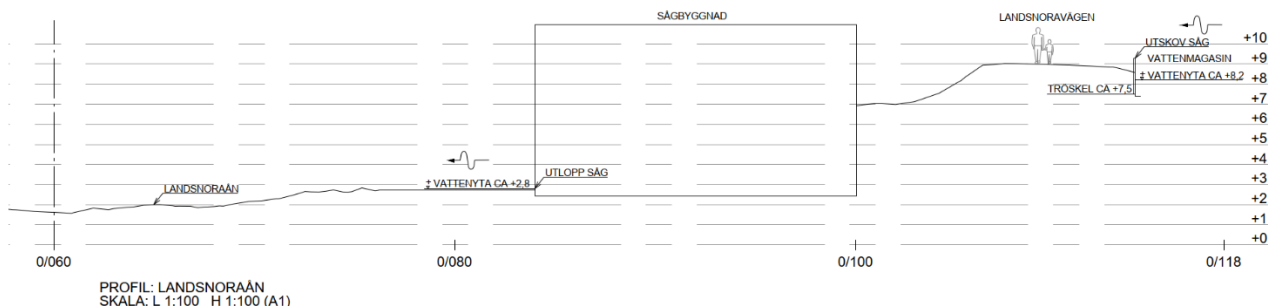 SÅGBYGGNAD
LANDSNORAVÄGEN
UTSKOV SÅG
VATTENMAGASIN
VATTENYTA CA +8,2
TRÖSKEL CA +7,5
+10
+9
+8
+7
+6
+5
+4
+3
+2
+1
+0
UTLOPP SÅG
VATTENYTA CA +2,8
LANDSNORAÅN
0/060
0/080
0/100
0/118
PROFIL: LANDSNORAÅN
SKALA: L 1:100 H 1:100 (A1)